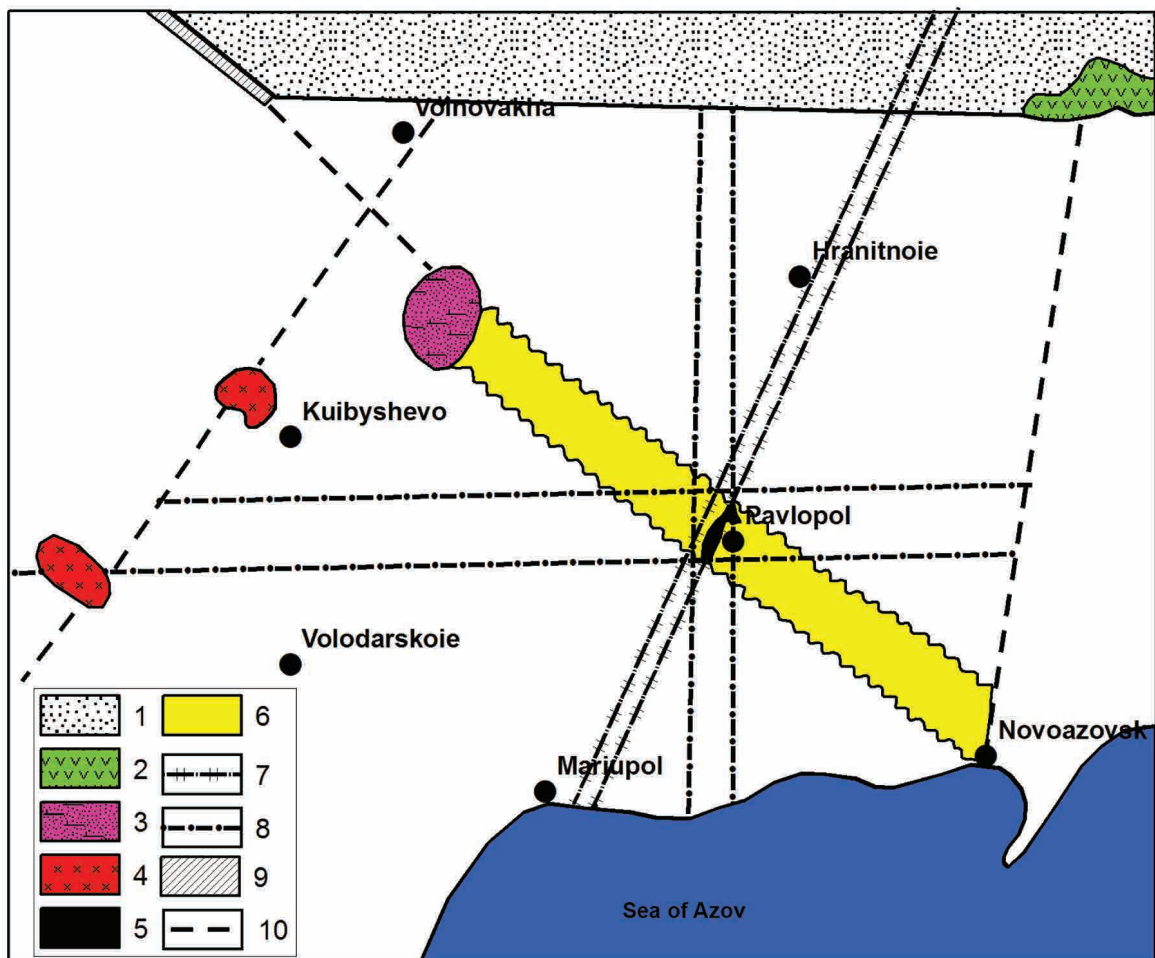 Volnovakha
Hranitnoie
Kuibyshevo
Pavlopol
Volodarskoie
Novoazovsk
Mariupol
Sea of Azov
1 6
2 7
3 8
4 9
5 10